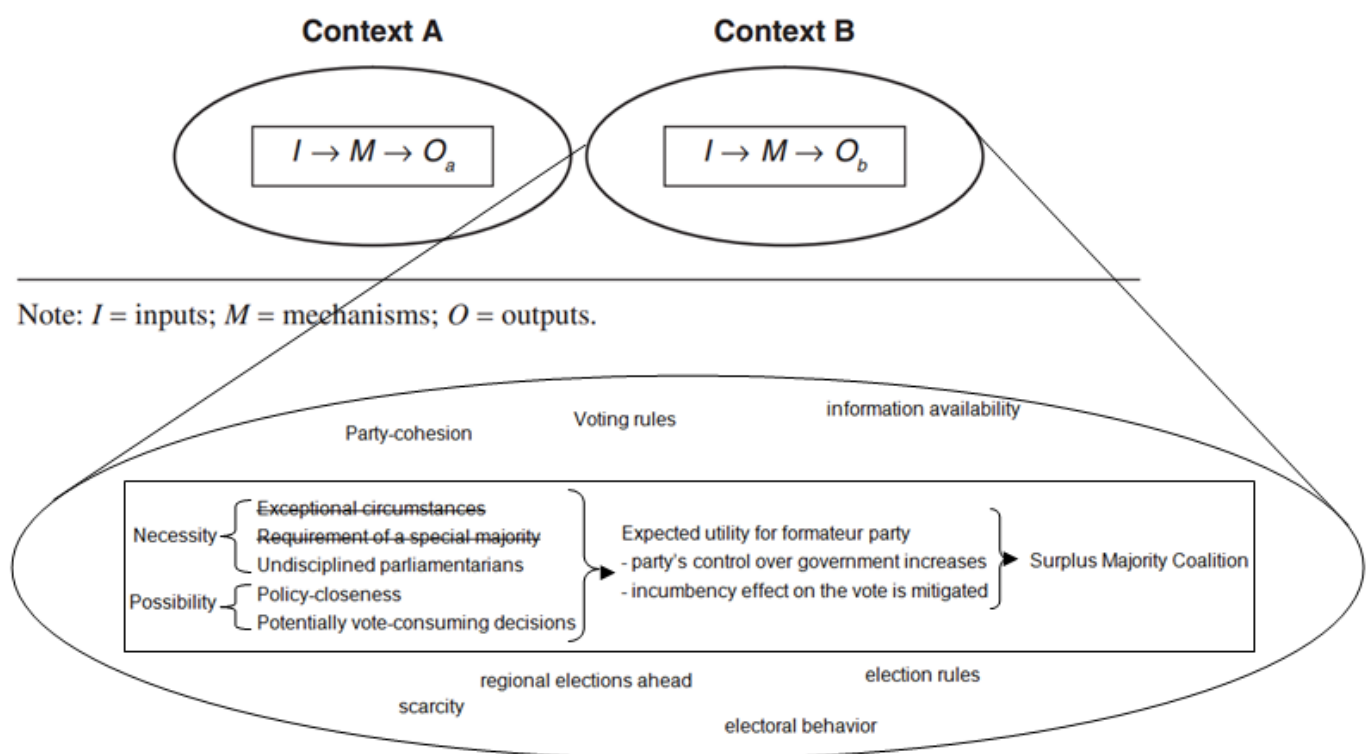 Context A
Context B
I → M → Oa
I → M → Ob
Note: I = inputs; M = mechanisms; O = outputs.
Party-cohesion
Voting rules
information availability
Necessity
Exceptional circumstances
Requirement of a special majority
Undisciplined parliamentarians
Possibility
Policy-closeness
Potentially vote-consuming decisions
Expected utility for formateur party
- party's control over government increases
- incumbency effect on the vote is mitigated
Surplus Majority Coalition
regional elections ahead
election rules
scarcity
electoral behavior